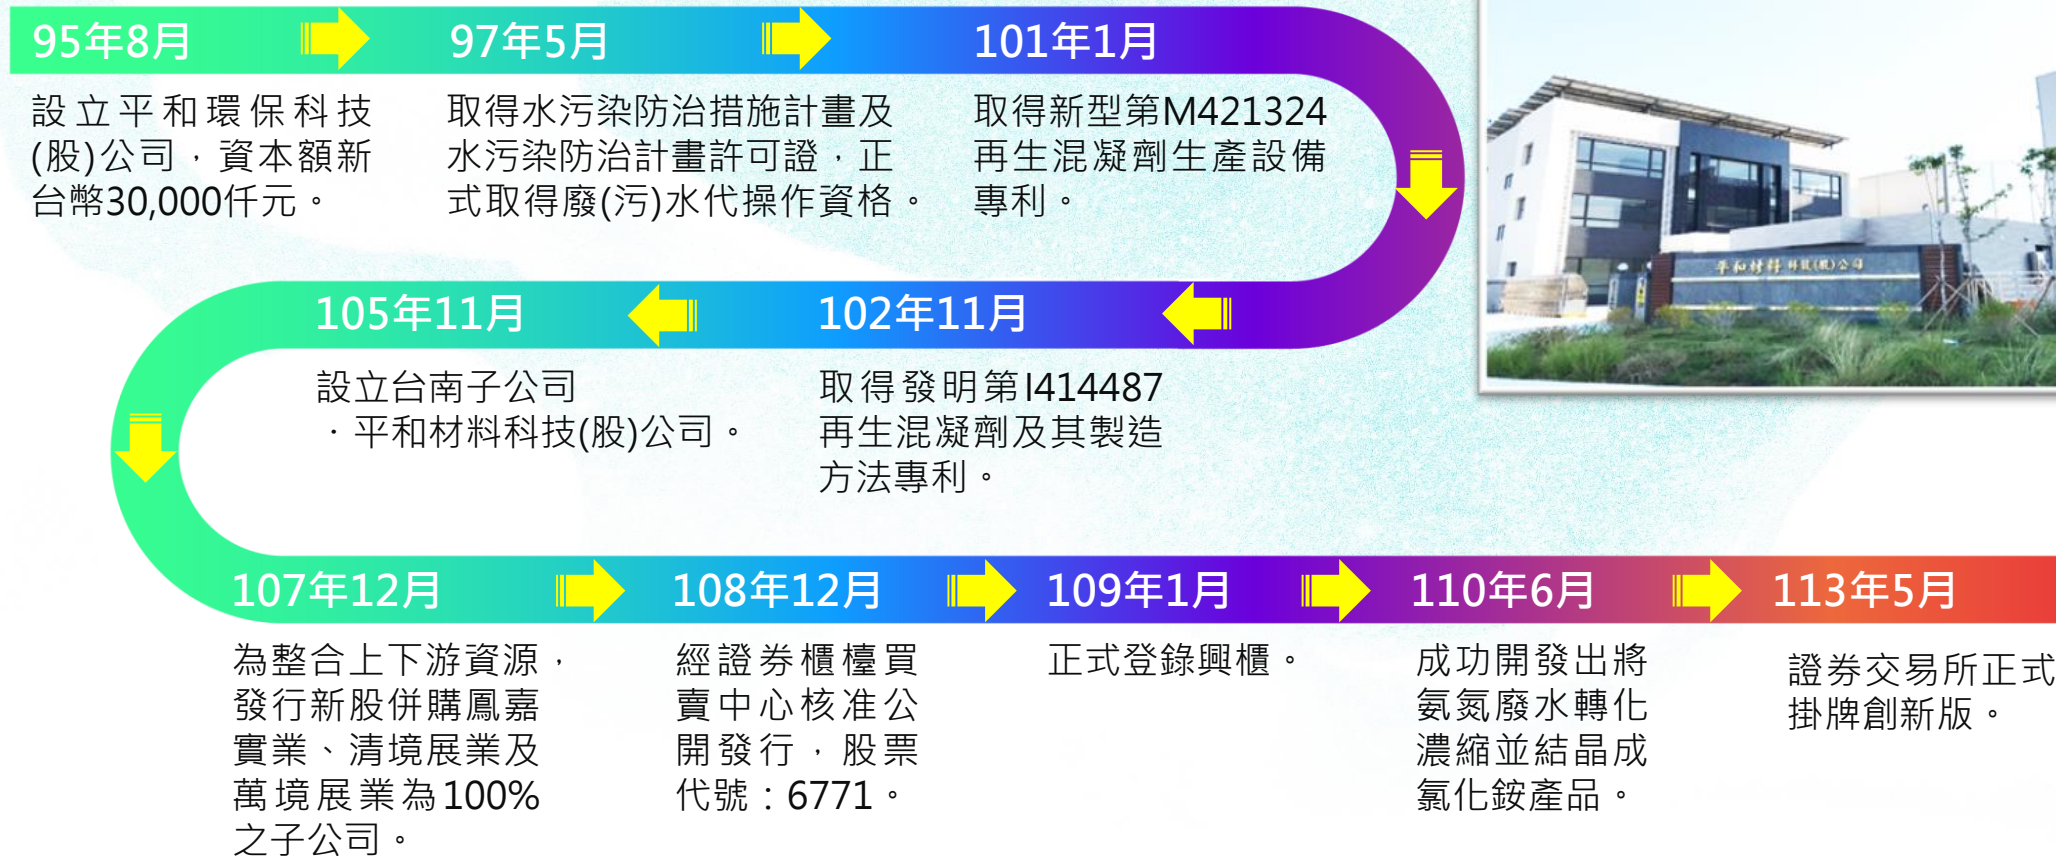 95年8月
設立平和環保科技
(股)公司，資本額新
台幣30,000仟元。
97年5月
取得水污染防治措施計畫及
水污染防治計畫許可證，正
式取得廢(污)水代操作資格。
101年1月
取得新型第M421324
再生混凝劑生產設備
專利。
平和材料科技(股)公司
102年11月
取得發明第I414487
再生混凝劑及其製造
方法專利。
105年11月
設立台南子公司
，平和材料科技(股)公司。
107年12月
為整合上下游資源，
發行新股併購鳳嘉
實業、清境展業及
萬境展業為100%
之子公司。
108年12月
經證券櫃檯買
賣中心核准公
開發行，股票
代號：6771。
109年1月
正式登錄興櫃。
110年6月
成功開發出將
氨氮廢水轉化
濃縮並結晶成
氯化銨產品。
113年5月
證券交易所正式
掛牌創新版。